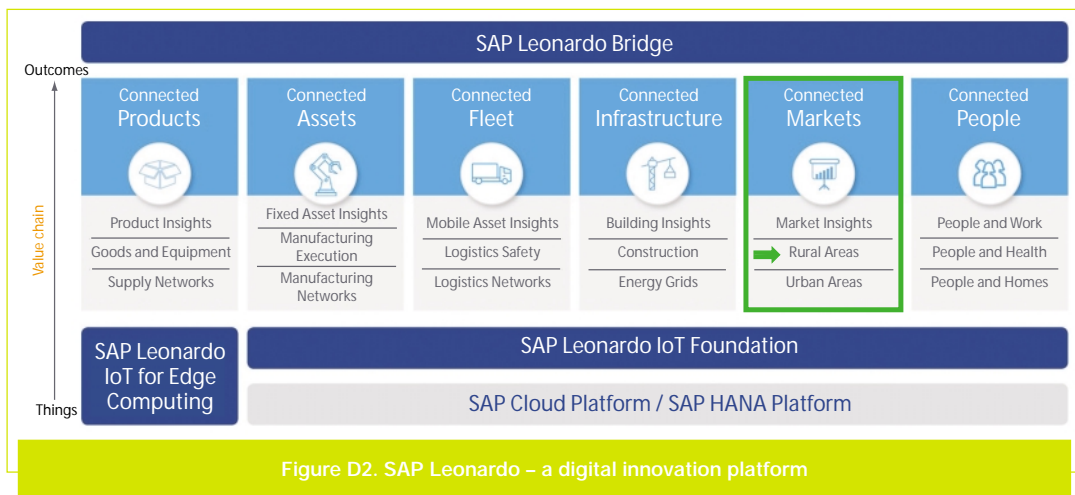 SAP Leonardo Bridge
Outcomes
Value chain
Things
Connected
Products
Product Insights
Goods and Equipment
Supply Networks
Connected
Assets
Fixed Asset Insights
Manufacturing
Execution
Manufacturing
Networks
Connected
Fleet
Mobile Asset Insights
Logistics Safety
Logistics Networks
Connected
Infrastructure
Building Insights
Construction
Energy Grids
Connected
Markets
Market Insights
Rural Areas
Urban Areas
Connected
People
People and Work
People and Health
People and Homes
SAP Leonardo
IoT for Edge
Computing
SAP Leonardo IoT Foundation
SAP Cloud Platform / SAP HANA Platform
Figure D2. SAP Leonardo – a digital innovation platform